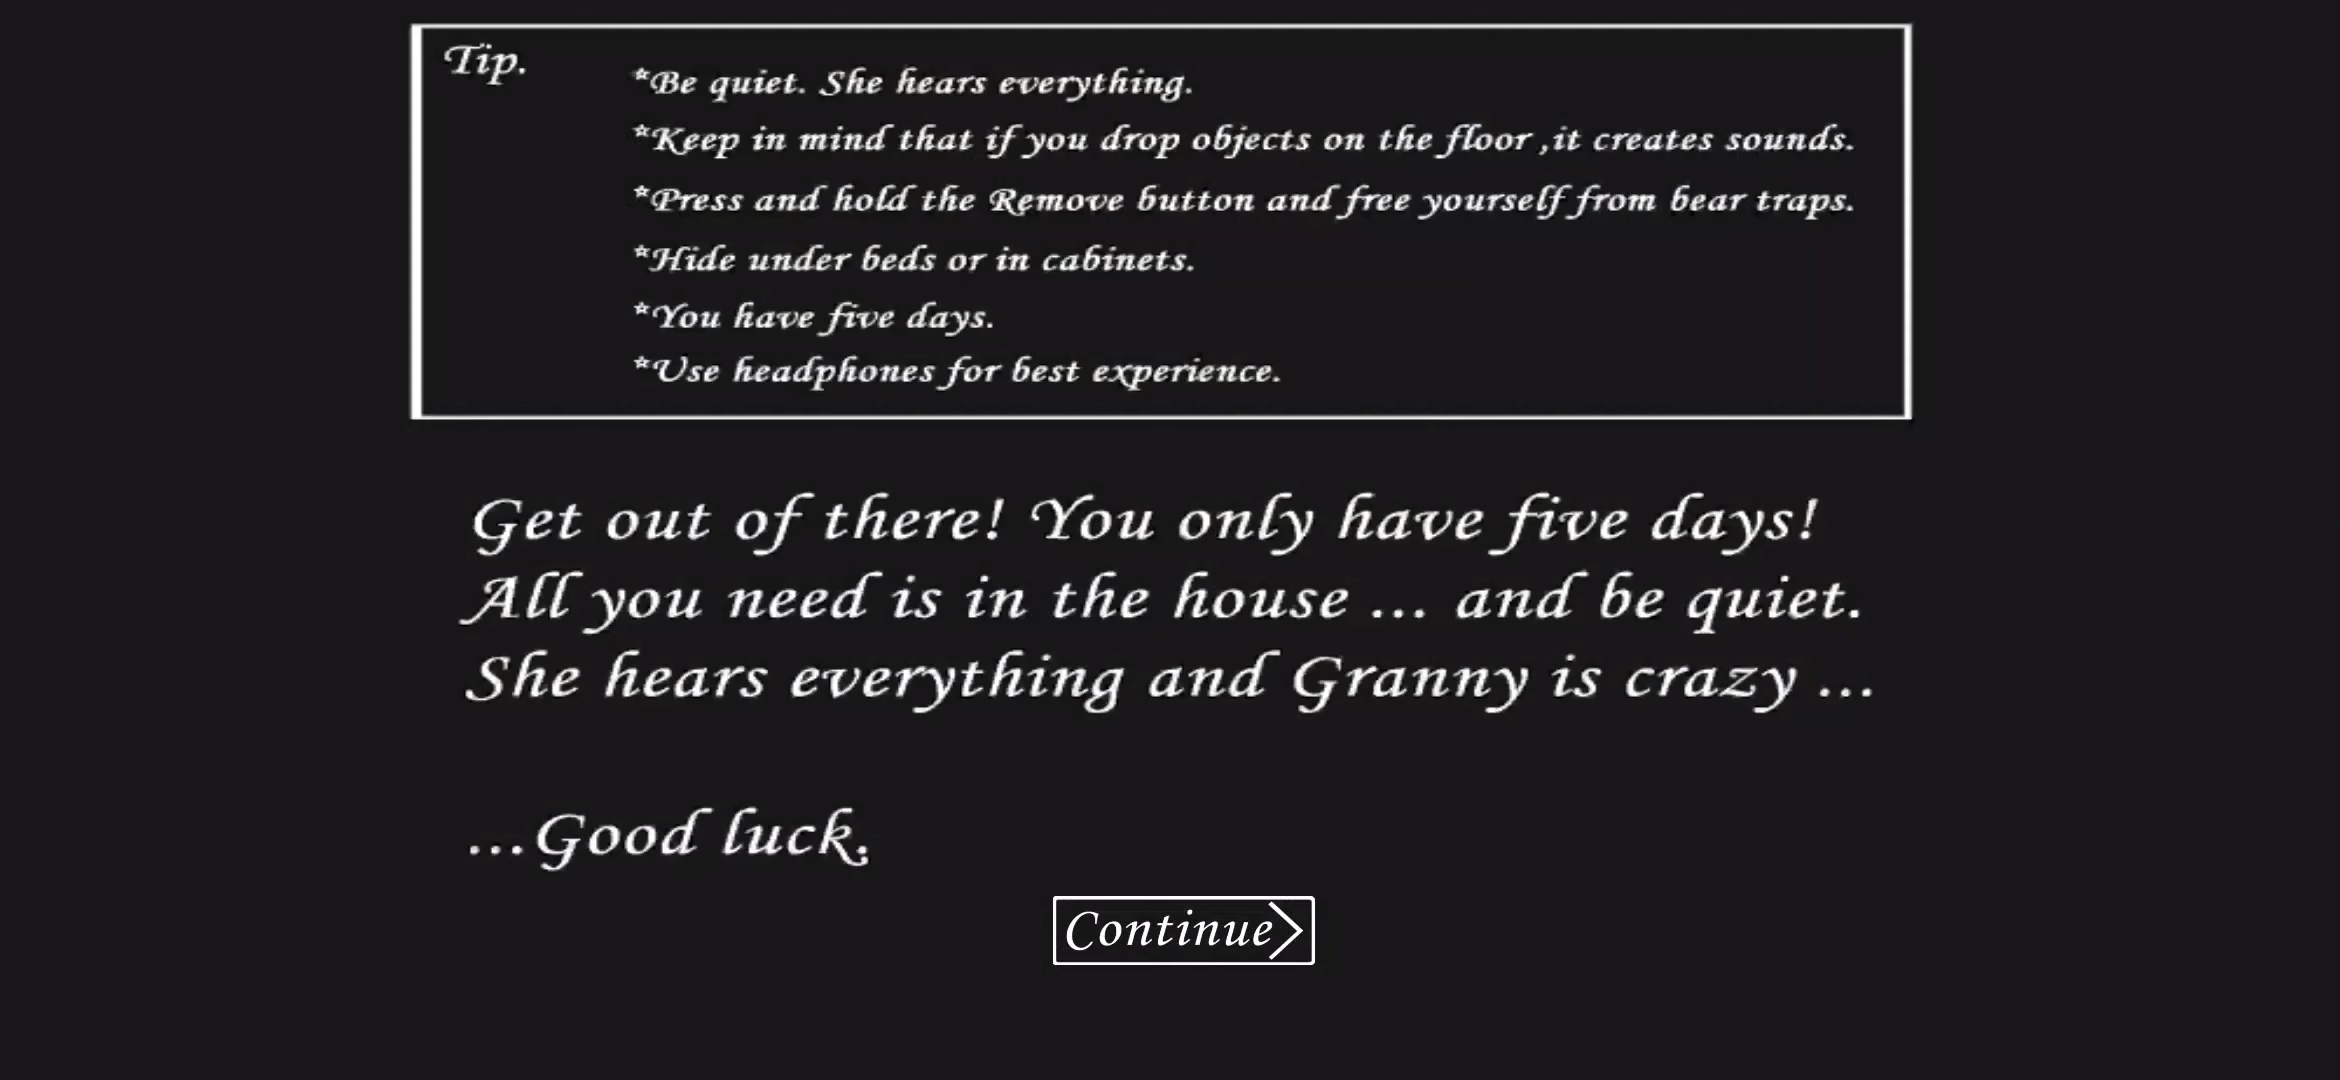 Tip.
*Be quiet. She hears everything.
*Keep in mind that if you drop objects on the floor ,it creates sounds.
*Press and hold the Remove button and free yourself from bear traps.
*Hide under beds or in cabinets.
*You have five days.
*Use headphones for best experience.
Get out of there! You only have five days!
All you need is in the house ... and be quiet.
She hears everything and Granny is crazy ...
...Good luck.
Continue>